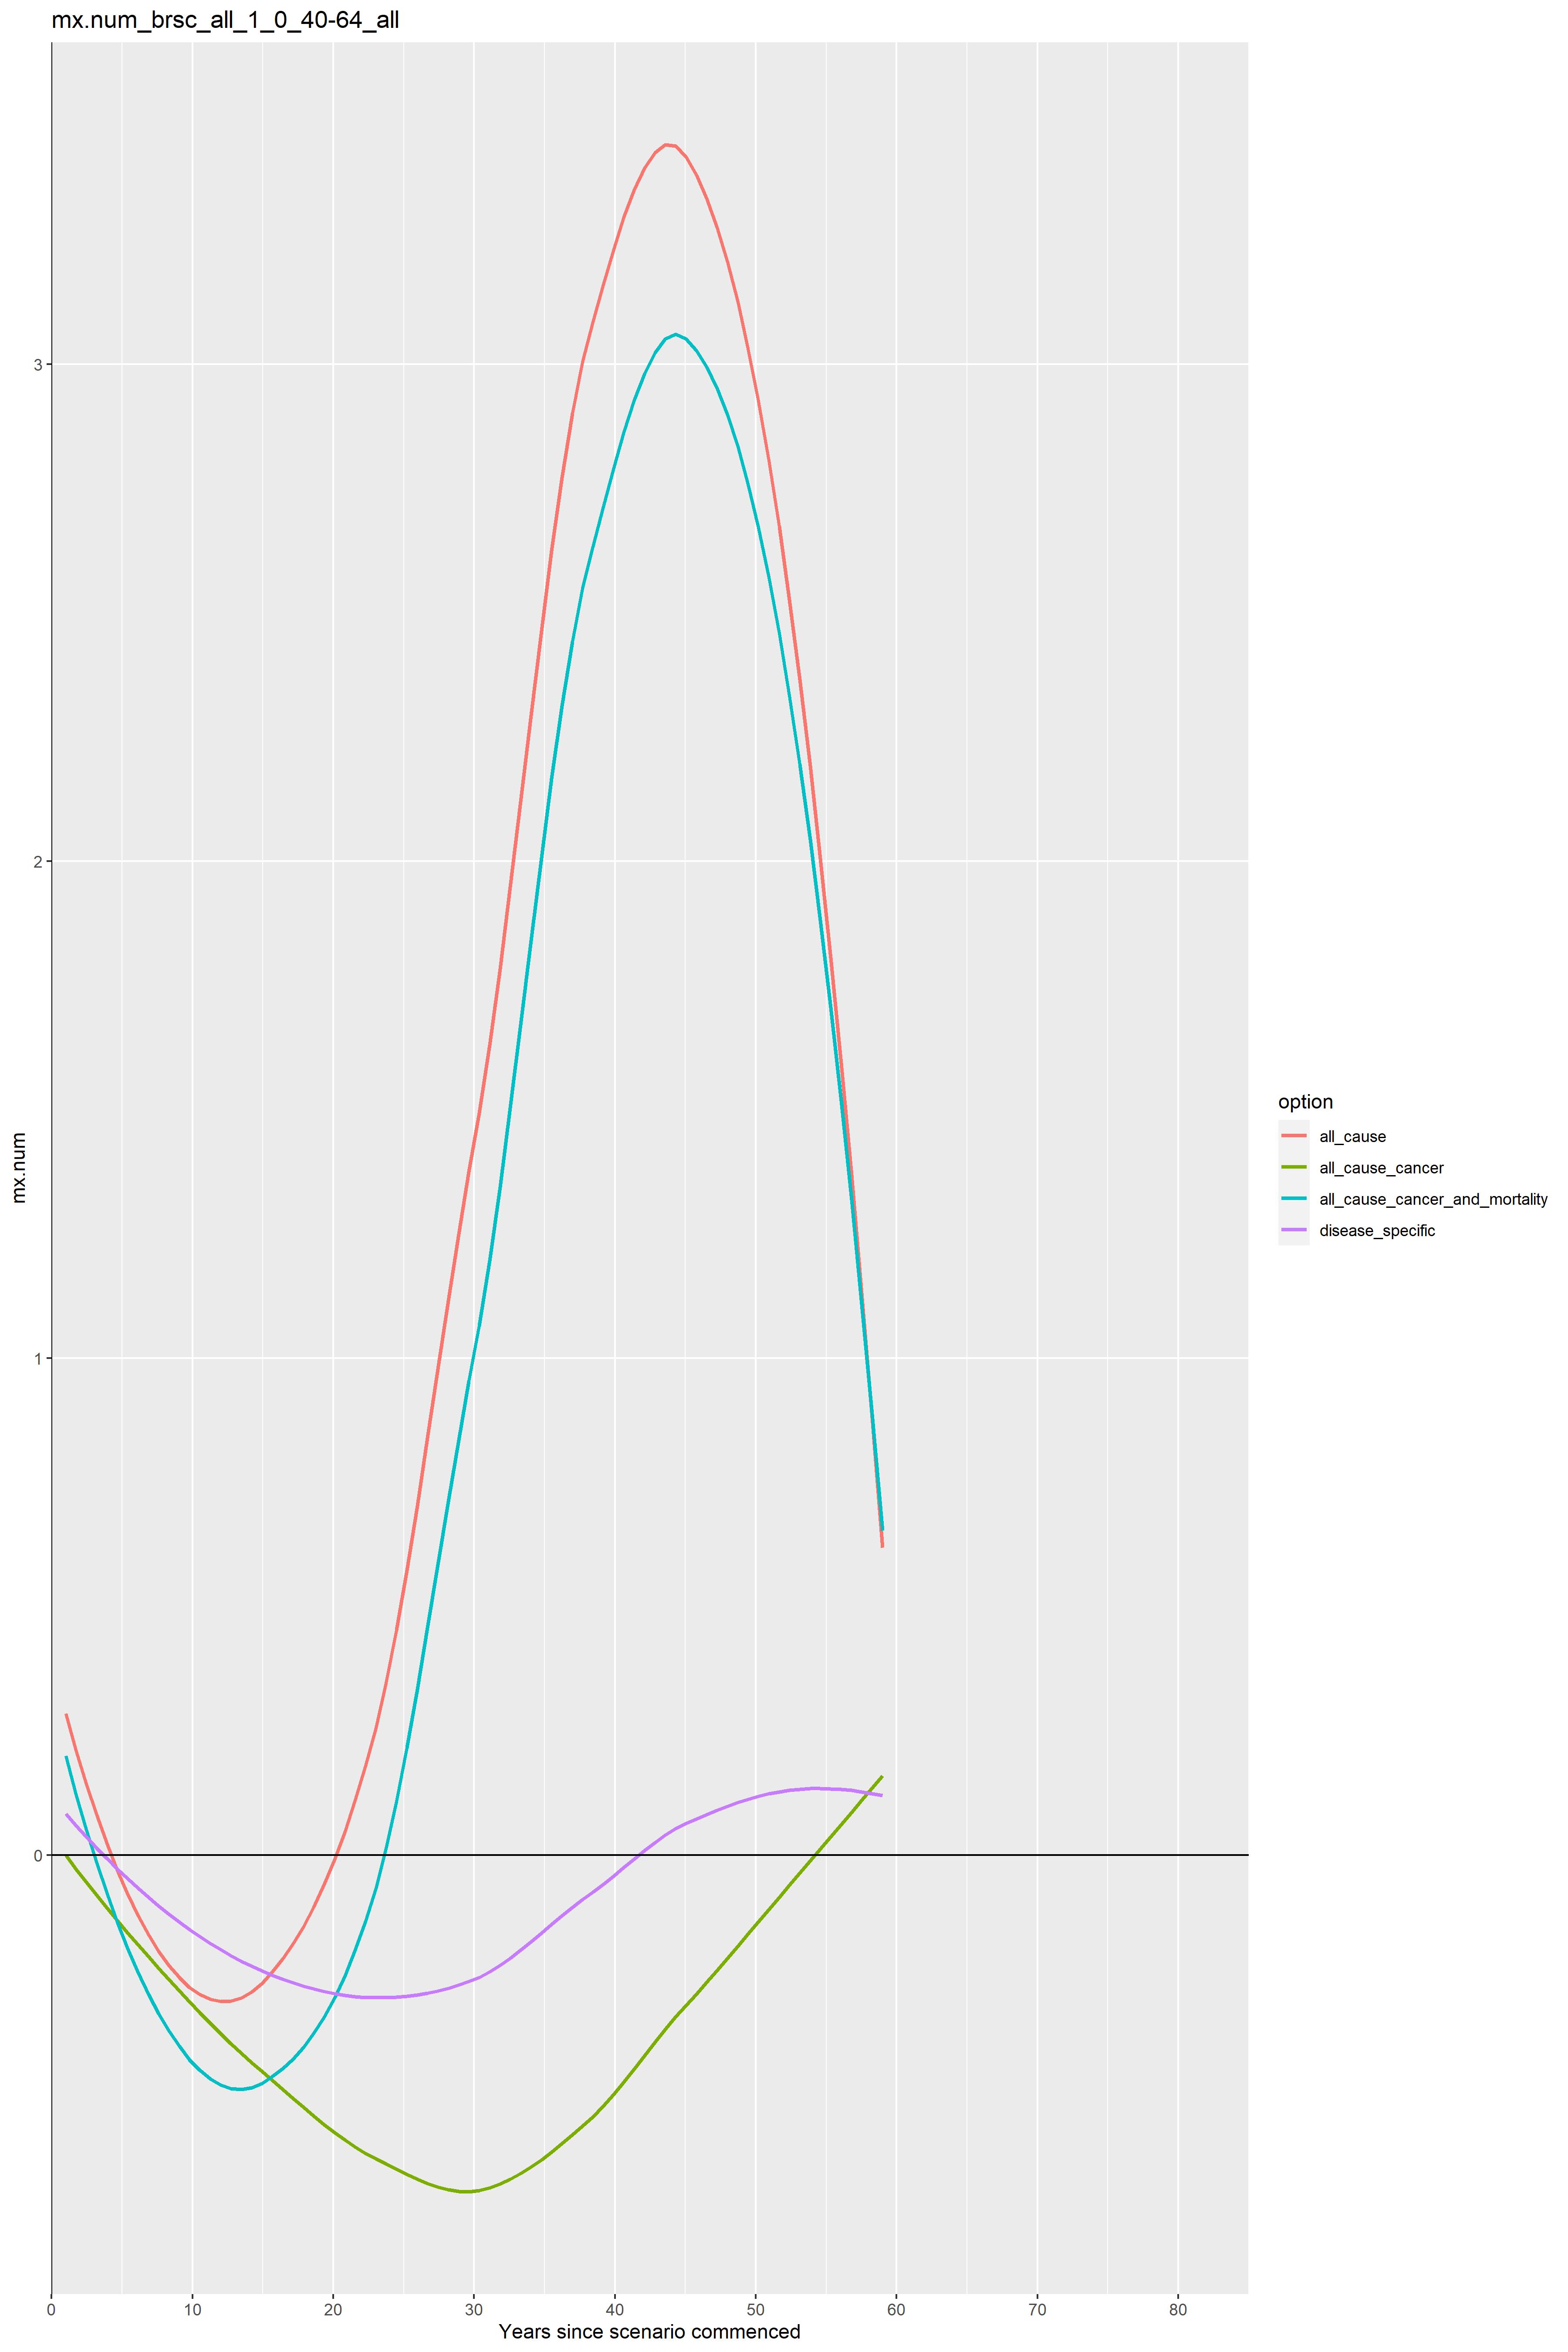 mx.num_brsc_all_1_0_40-64_all
3
2
1
0
mx.num
0 10 20 30 40 50 60 70 80
Years since scenario commenced
option
all_cause
all_cause_cancer
all_cause_cancer_and_mortality
disease_specific